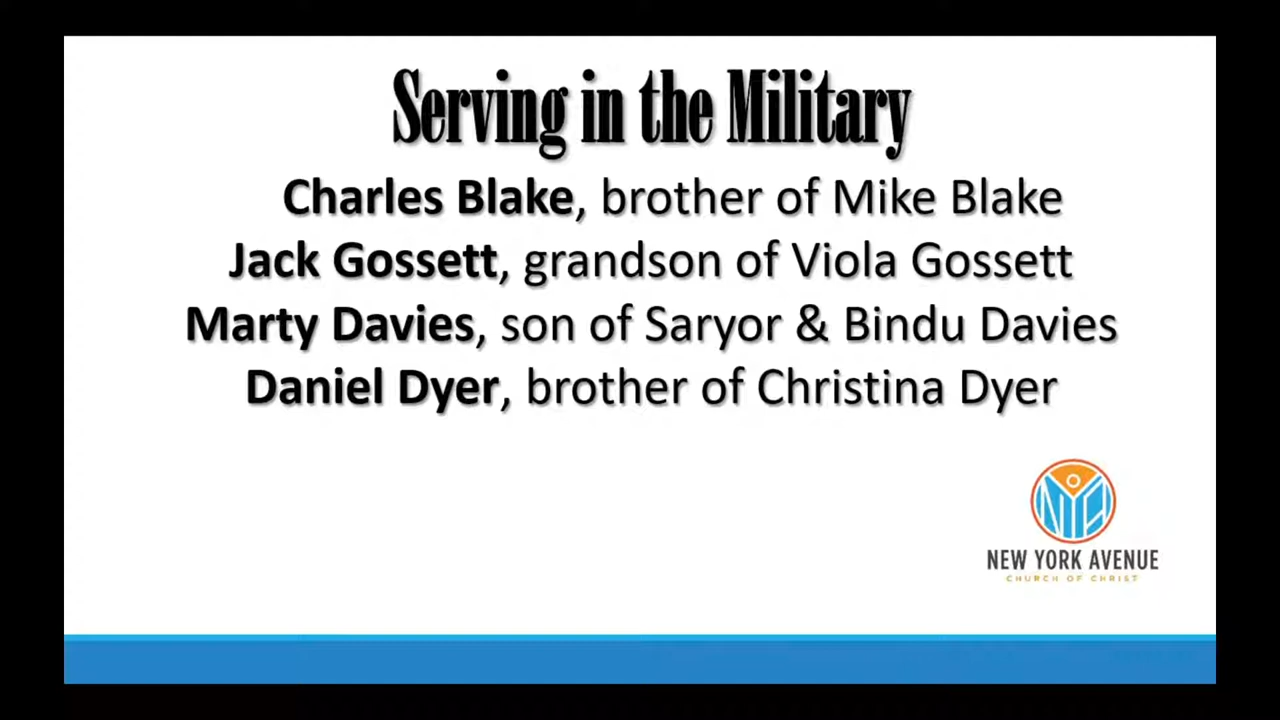 Serving in the Military
Charles Blake, brother of Mike Blake
Jack Gossett, grandson of Viola Gossett
Marty Davies, son of Saryor & Bindu Davies
Daniel Dyer, brother of Christina Dyer
NYA
NEW YORK AVENUE
CHURCH OF CHRIST